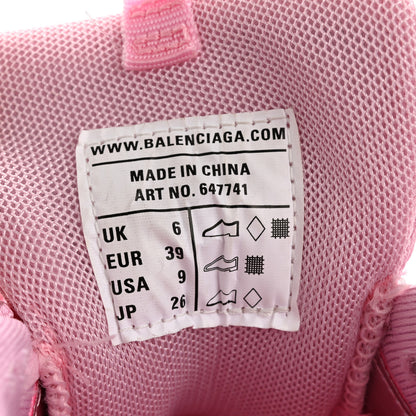 WWW.BALENCIAGA.COM
MADE IN CHINA
ART NO. 647741
UK 6
EUR 39
USA 9
JP 26